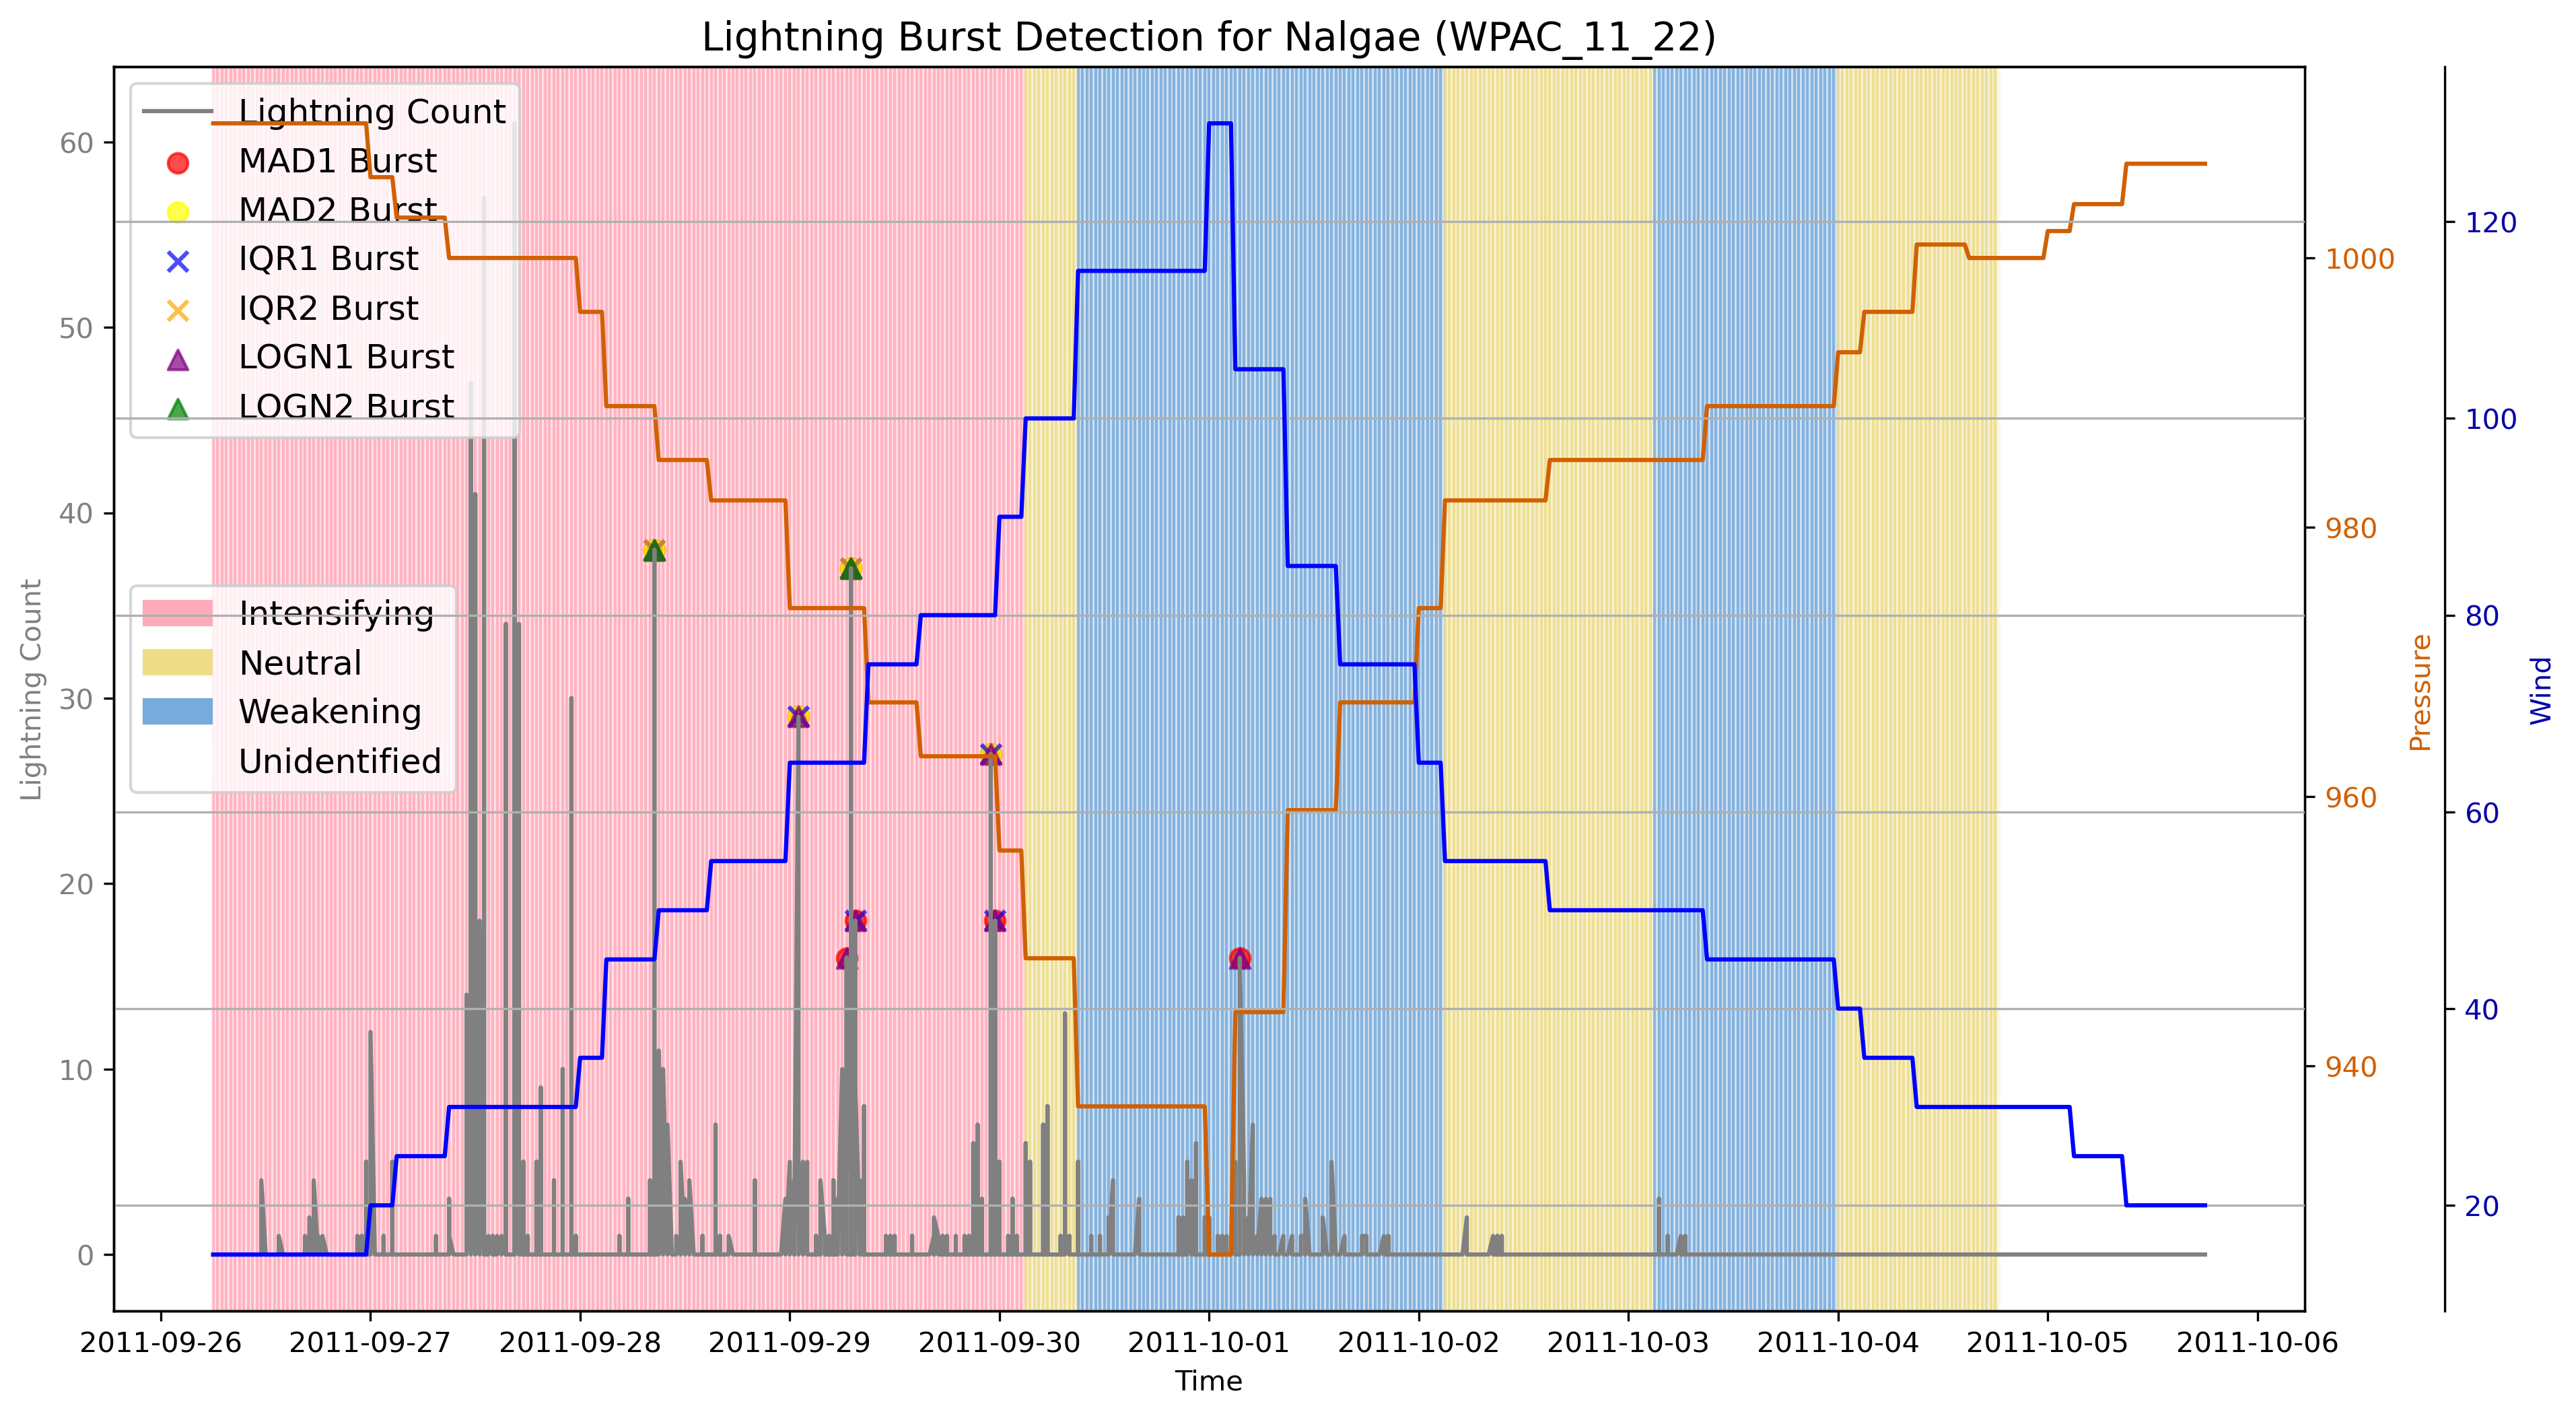 Lightning Burst Detection for Nalgae (WPAC_11_22)
Lightning Count
MAD1 Burst
MAD2 Burst
IQR1 Burst
IQR2 Burst
LOGN1 Burst
LOGN2 Burst
Intensifying
Neutral
Weakening
Unidentified
Lightning Count
60
50
40
30
20
10
0
1000
980
960
940
Pressure
120
100
80
60
40
20
Wind
2011-09-26
2011-09-27
2011-09-28
2011-09-29
2011-09-30
2011-10-01
2011-10-02
2011-10-03
2011-10-04
2011-10-05
2011-10-06
Time